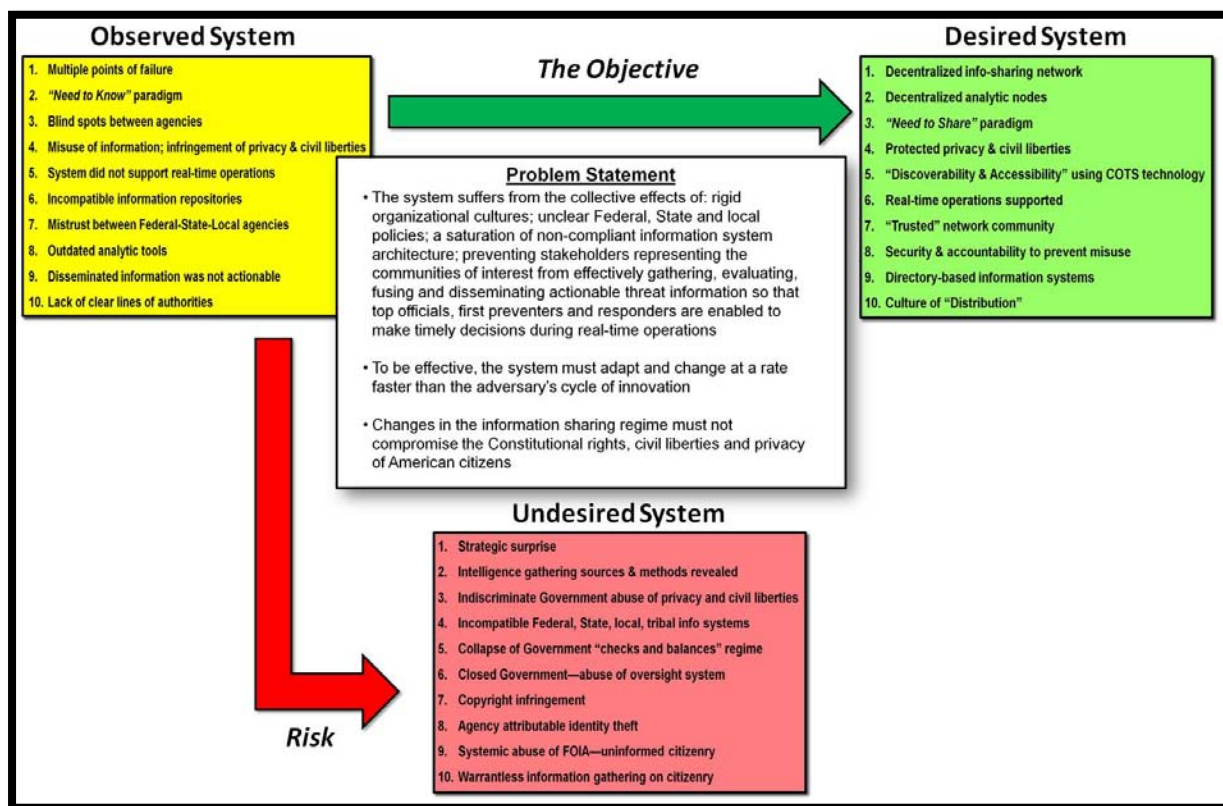 Observed System
1. Multiple points of failure
2. “Need to Know” paradigm
3. Blind spots between agencies
4. Misuse of information; infringement of privacy & civil liberties
5. System did not support real-time operations
6. Incompatible information repositories
7. Mistrust between Federal-State-Local agencies
8. Outdated analytic tools
9. Disseminated information was not actionable
10. Lack of clear lines of authorities
The Objective
Desired System
1. Decentralized info-sharing network
2. Decentralized analytic nodes
3. “Need to Share” paradigm
4. Protected privacy & civil liberties
5. “Discoverability & Accessibility” using COTS technology
6. Real-time operations supported
7. “Trusted” network community
8. Security & accountability to prevent misuse
9. Directory-based information systems
10. Culture of “Distribution”
Problem Statement
• The system suffers from the collective effects of: rigid
organizational cultures; unclear Federal, State and local
policies; a saturation of non-compliant information system
architecture; preventing stakeholders representing the
communities of interest from effectively gathering, evaluating,
fusing and disseminating actionable threat information so that
top officials, first preventers and responders are enabled to
make timely decisions during real-time operations
• To be effective, the system must adapt and change at a rate
faster than the adversary’s cycle of innovation
• Changes in the information sharing regime must not
compromise the Constitutional rights, civil liberties and privacy
of American citizens
Risk
Undesired System
1. Strategic surprise
2. Intelligence gathering sources & methods revealed
3. Indiscriminate Government abuse of privacy and civil liberties
4. Incompatible Federal, State, local, tribal info systems
5. Collapse of Government “checks and balances” regime
6. Closed Government—abuse of oversight system
7. Copyright infringement
8. Agency attributable identity theft
9. Systemic abuse of FOIA—uninformed citizenry
10. Warrantless information gathering on citizenry